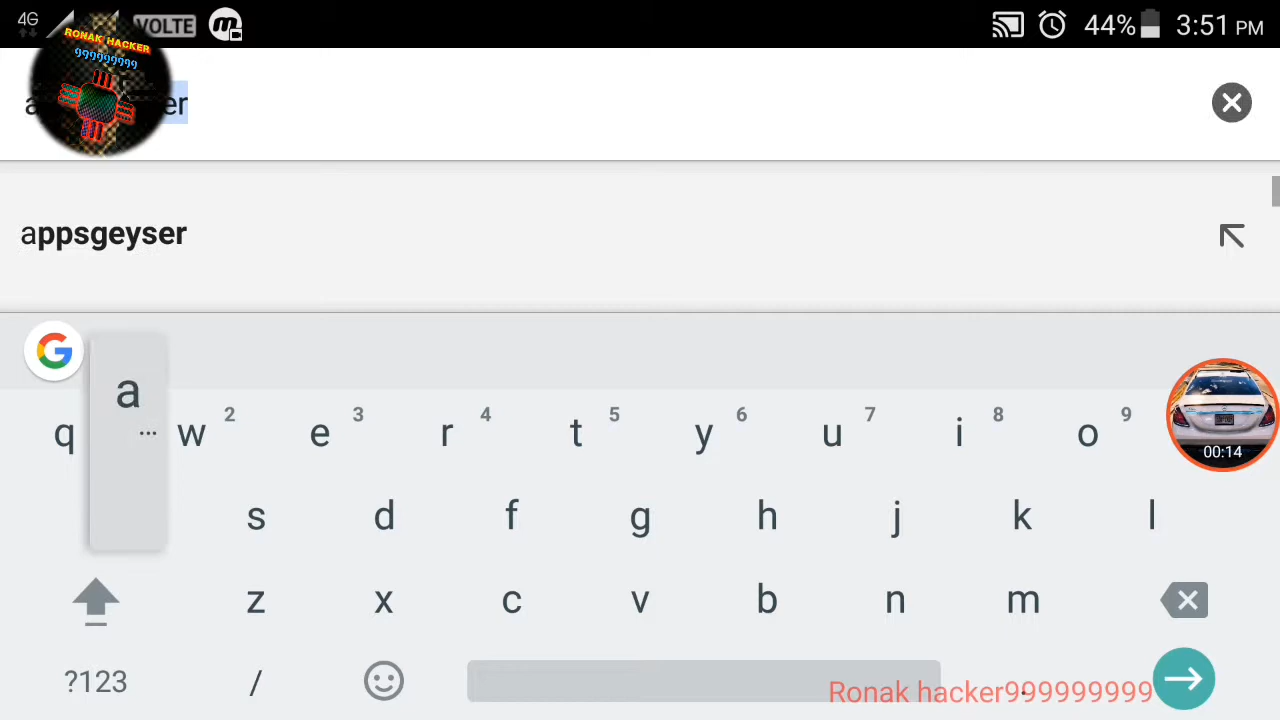 4G VOLTE m 44% 3:51 PM
RONAK HACKER
999999999
a er
appsgeyser
G a
q w 2 e 3 r 4 t 5 y 6 u 7 i 8 o 9
00:14
s d f g h j k l
z x c v b n m
?123 / .
Ronak hacker999999999